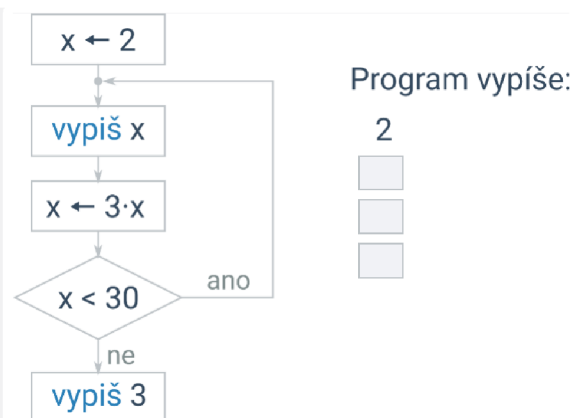 x ← 2
vypiš x
x ← 3·x
x < 30
ano
ne
vypiš 3
Program vypíše:
2